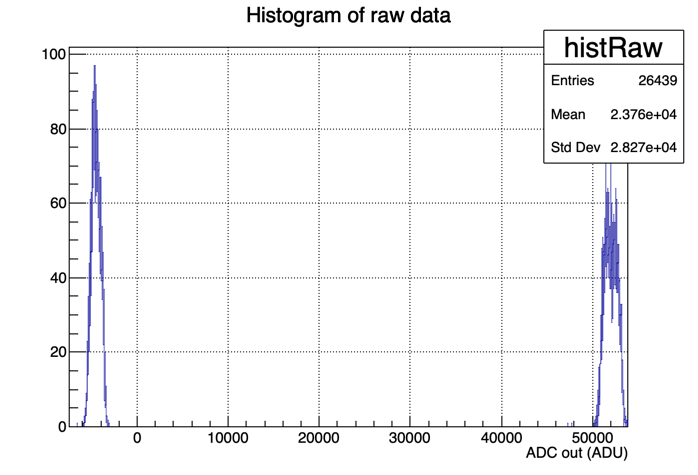 Histogram of raw data
histRaw
Entries 26439
Mean 2.376e+04
Std Dev 2.827e+04
100
80
60
40
20
0
0 10000 20000 30000 40000 50000
ADC out (ADU)